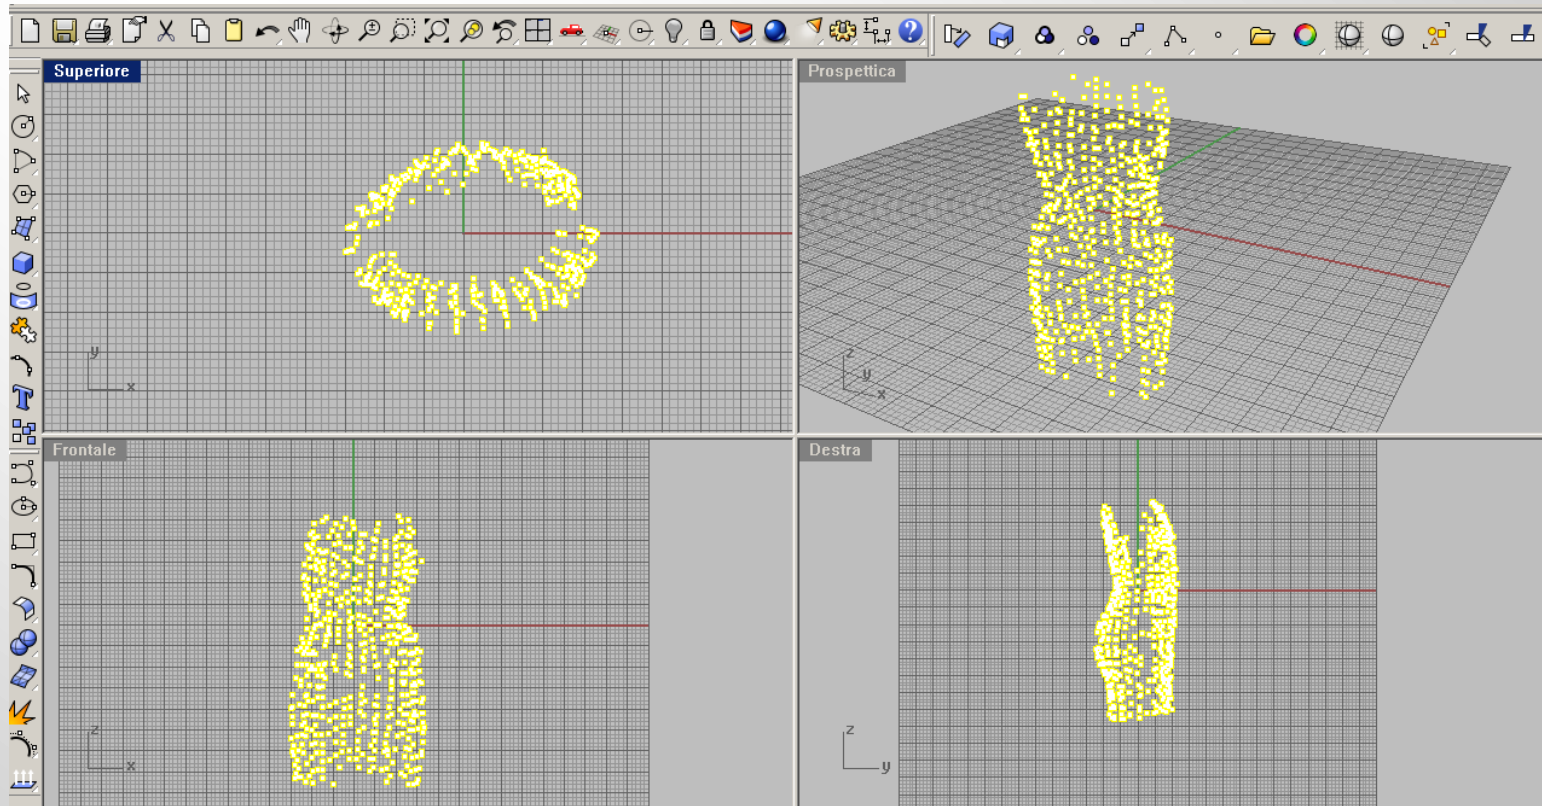 Superiore
Prospettica
y
x
z
y
x
Frontale
Destra
z
x
z
y